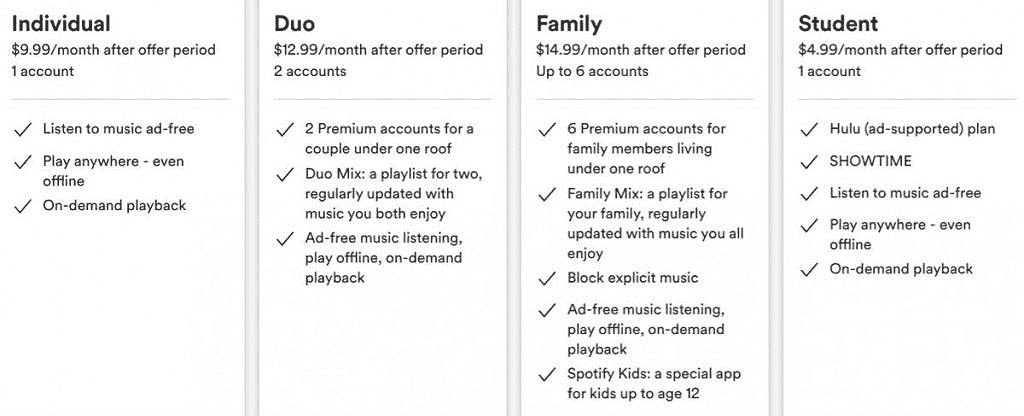 Individual
$9.99/month after offer period
1 account
Listen to music ad-free
Play anywhere - even
offline
On-demand playback
Duo
$12.99/month after offer period
2 accounts
2 Premium accounts for a
couple under one roof
Duo Mix: a playlist for two,
regularly updated with
music you both enjoy
Ad-free music listening,
play offline, on-demand
playback
Family
$14.99/month after offer period
Up to 6 accounts
6 Premium accounts for
family members living
under one roof
Family Mix: a playlist for
your family, regularly
updated with music you all
enjoy
Block explicit music
Ad-free music listening,
play offline, on-demand
playback
Spotify Kids: a special app
for kids up to age 12
Student
$4.99/month after offer period
1 account
Hulu (ad-supported) plan
SHOWTIME
Listen to music ad-free
Play anywhere - even
offline
On-demand playback